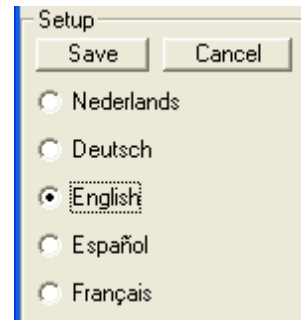 Setup
Save Cancel
Nederlands
Deutsch
English
Español
Français